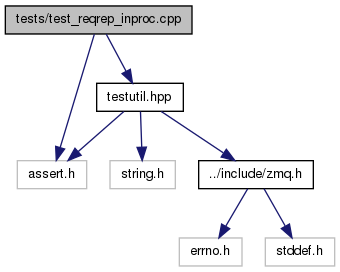 tests/test_reqrep_inproc.cpp
testutil.hpp
assert.h
string.h
../include/zmq.h
errno.h
stddef.h